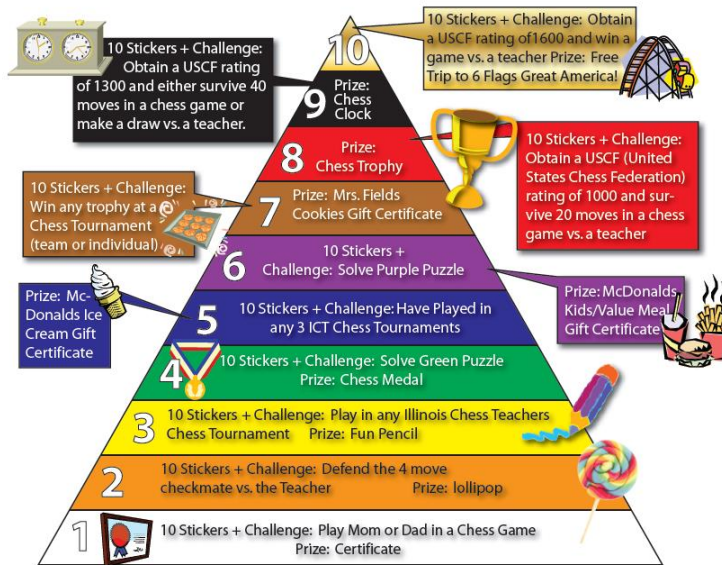 10
10 Stickers + Challenge: Obtain
a USCF rating of1600 and win a
game vs. a teacher Prize: Free
Trip to 6 Flags Great America!
10 Stickers + Challenge:
Obtain a USCF rating
of 1300 and either survive 40
moves in a chess game or
make a draw vs. a teacher.
9
Prize:
Chess
Clock
8
Prize:
Chess Trophy
10 Stickers + Challenge:
Obtain a USCF (United
States Chess Federation)
rating of 1000 and sur-
vive 20 moves in a chess
game vs. a teacher
10 Stickers + Challenge:
Win any trophy at a
Chess Tournament
(team or individual)
7
Prize: Mrs. Fields
Cookies Gift Certificate
6
10 Stickers +
Challenge: Solve Purple Puzzle
Prize: McDonalds
Kids/Value Meal
Gift Certificate
Prize: Mc-
Donalds Ice
Cream Gift
Certificate
5
10 Stickers + Challenge: Have Played in
any 3 ICT Chess Tournaments
4
10 Stickers + Challenge: Solve Green Puzzle
Prize: Chess Medal
3
10 Stickers + Challenge: Play in any Illinois Chess Teachers
Chess Tournament Prize: Fun Pencil
2
10 Stickers + Challenge: Defend the 4 move
checkmate vs. the Teacher Prize: lollipop
1
10 Stickers + Challenge: Play Mom or Dad in a Chess Game
Prize: Certificate